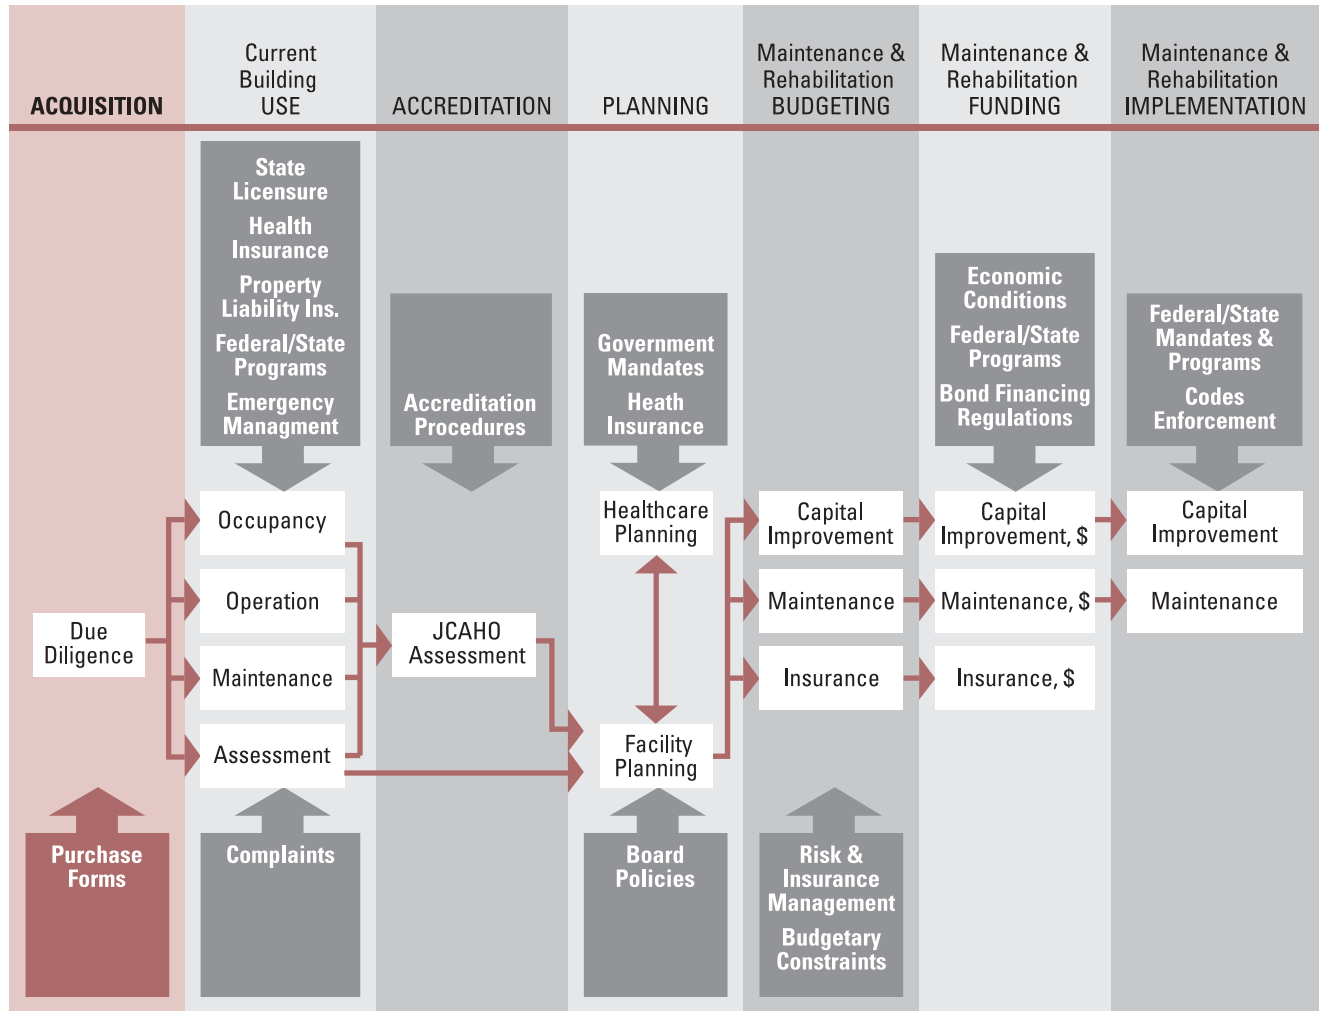 ACQUISITION
Current
Building
USE
ACCREDITATION
PLANNING
Maintenance &
Rehabilitation
BUDGETING
Maintenance &
Rehabilitation
FUNDING
Maintenance &
Rehabilitation
IMPLEMENTATION
State
Licensure
Health
Insurance
Property
Liability Ins.
Federal/State
Programs
Emergency
Managment
Accreditation
Procedures
Government
Mandates
Heath
Insurance
Economic
Conditions
Federal/State
Programs
Bond Financing
Regulations
Federal/State
Mandates &
Programs
Codes
Enforcement
Due
Diligence
Occupancy
Operation
Maintenance
Assessment
JCAHO
Assessment
Healthcare
Planning
Facility
Planning
Capital
Improvement
Maintenance
Insurance
Capital
Improvement, $
Maintenance, $
Insurance, $
Capital
Improvement
Maintenance
Purchase
Forms
Complaints
Board
Policies
Risk &
Insurance
Management
Budgetary
Constraints